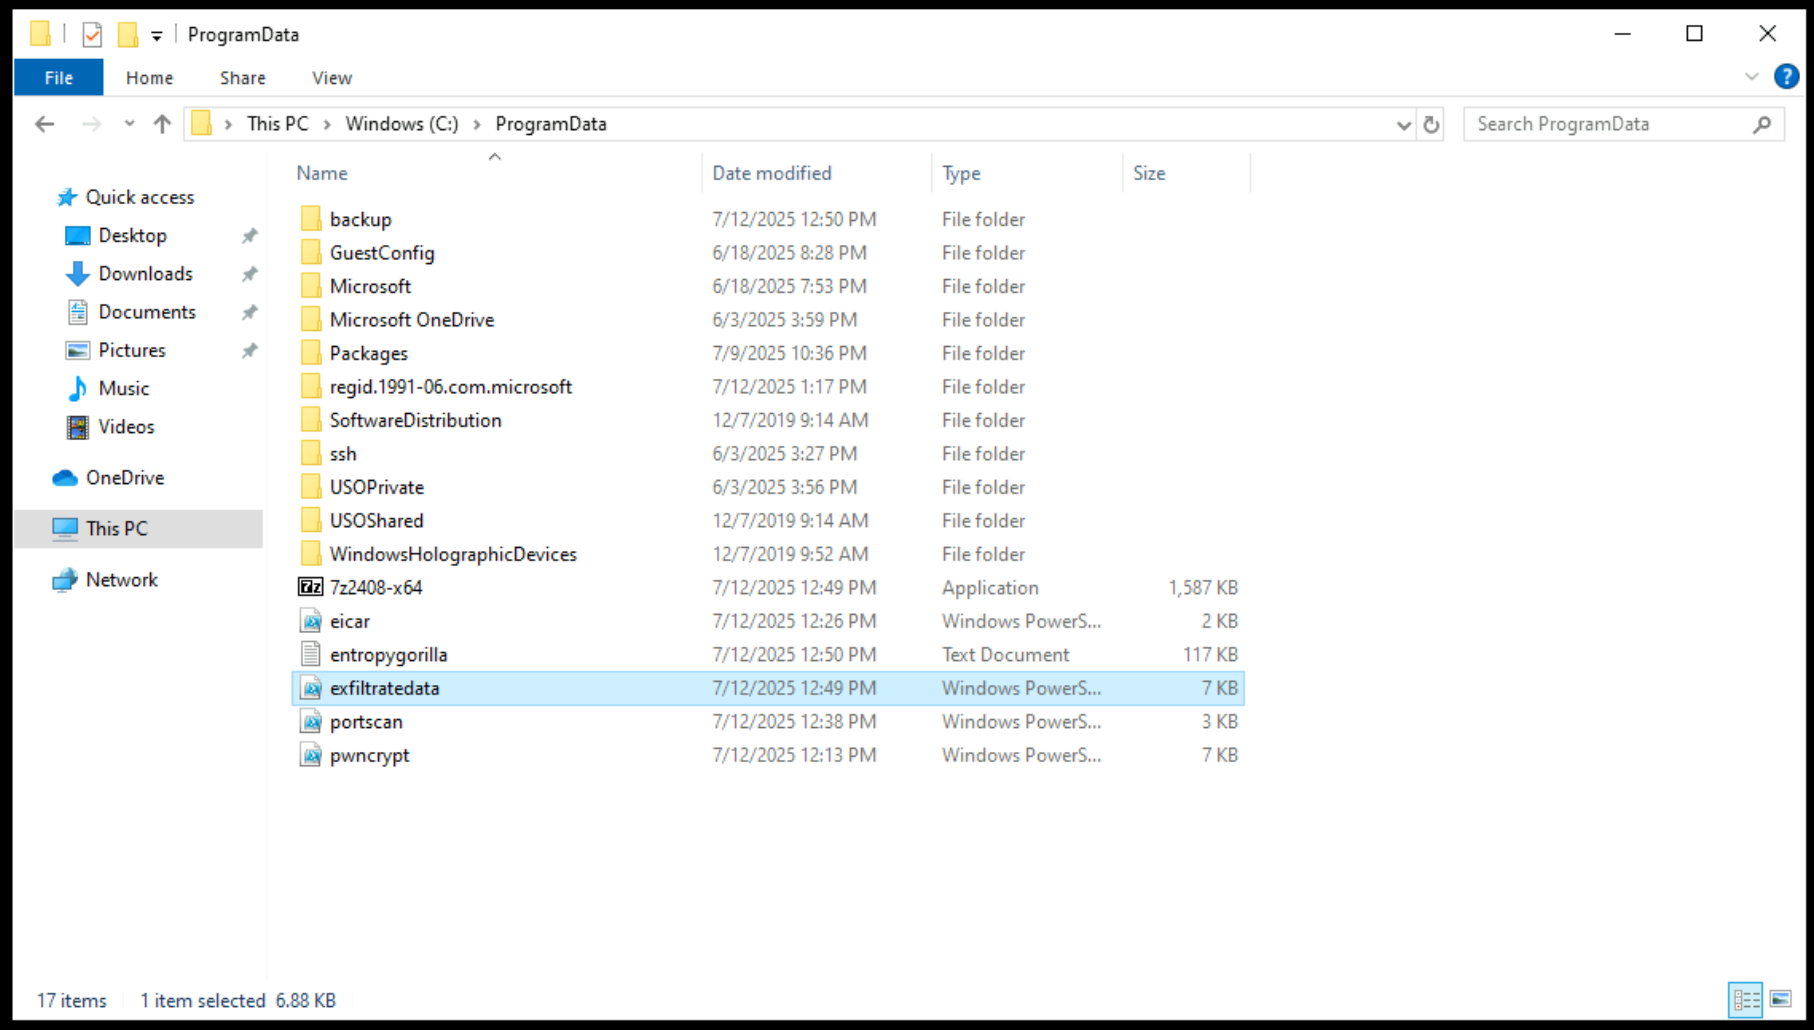 ProgramData
File Home Share View
This PC Windows (C:) ProgramData Search ProgramData
Name Date modified Type Size
Quick access
Desktop
Downloads
Documents
Pictures
Music
Videos
OneDrive
This PC
Network
backup 7/12/2025 12:50 PM File folder
GuestConfig 6/18/2025 8:28 PM File folder
Microsoft 6/18/2025 7:53 PM File folder
Microsoft OneDrive 6/3/2025 3:59 PM File folder
Packages 7/9/2025 10:36 PM File folder
regid.1991-06.com.microsoft 7/12/2025 1:17 PM File folder
SoftwareDistribution 12/7/2019 9:14 AM File folder
ssh 6/3/2025 3:27 PM File folder
USOPrivate 6/3/2025 3:56 PM File folder
USOShared 12/7/2019 9:14 AM File folder
WindowsHolographicDevices 12/7/2019 9:52 AM File folder
7z 7z2408-x64 7/12/2025 12:49 PM Application 1,587 KB
eicar 7/12/2025 12:26 PM Windows PowerS... 2 KB
entropygorilla 7/12/2025 12:50 PM Text Document 117 KB
exfiltratedata 7/12/2025 12:49 PM Windows PowerS... 7 KB
portscan 7/12/2025 12:38 PM Windows PowerS... 3 KB
pwncrypt 7/12/2025 12:13 PM Windows PowerS... 7 KB
17 items 1 item selected 6.88 KB